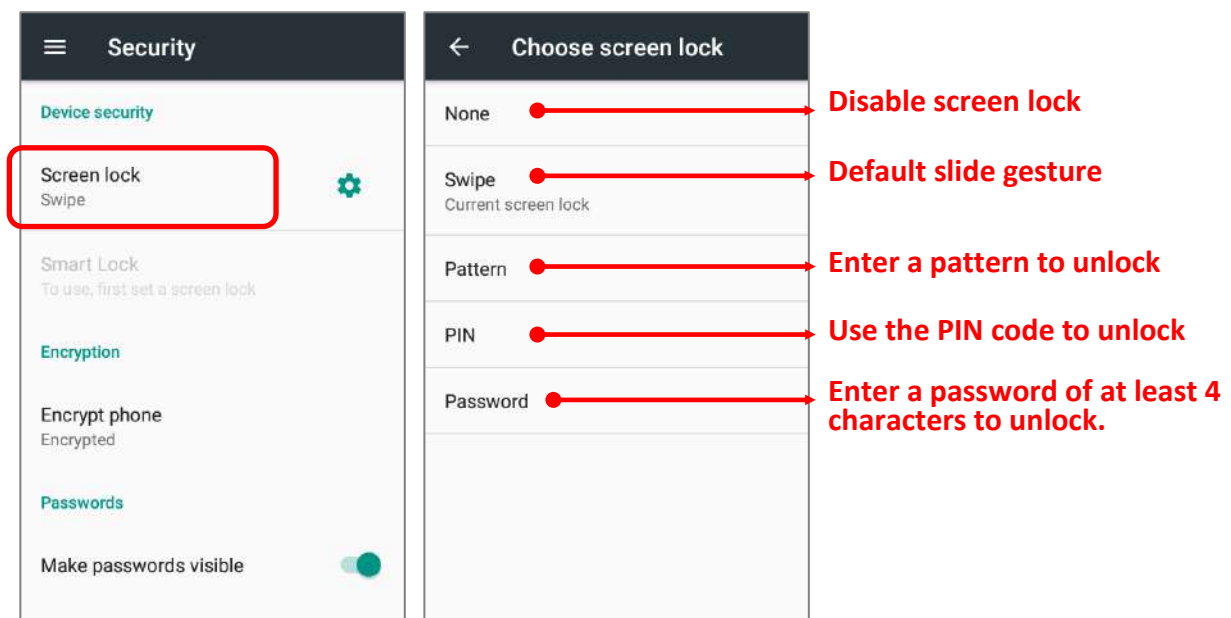 Security
Device security
Screen lock
Swipe
Smart Lock
To use, first set a screen lock
Encryption
Encrypt phone
Encrypted
Passwords
Make passwords visible
Choose screen lock
None
Disable screen lock
Swipe
Current screen lock
Default slide gesture
Pattern
Enter a pattern to unlock
PIN
Use the PIN code to unlock
Password
Enter a password of at least 4
characters to unlock.